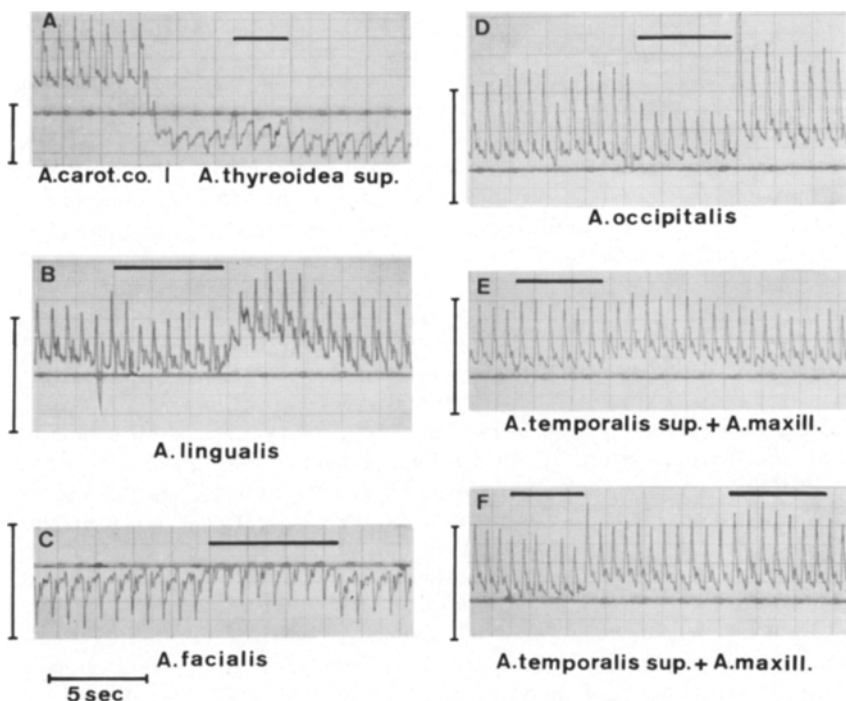 A
A.carot.co. I A.thyreoidea sup.
B
A.lingualis
C
A.facialis
5 sec
D
A.occipitalis
E
A.temporalis sup.+ A.maxill.
F
A.temporalis sup.+ A.maxill.